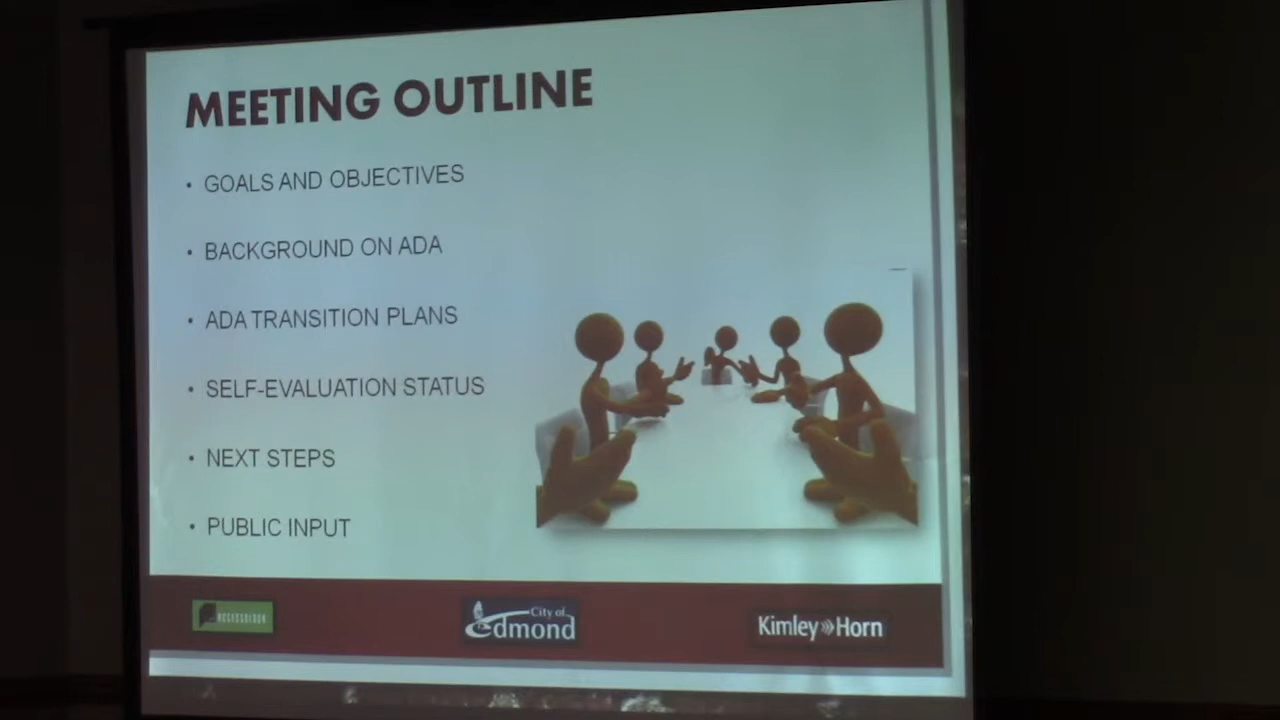 MEETING OUTLINE
• GOALS AND OBJECTIVES
• BACKGROUND ON ADA
• ADA TRANSITION PLANS
• SELF-EVALUATION STATUS
• NEXT STEPS
• PUBLIC INPUT
City of
Edmond
Kimley»Horn